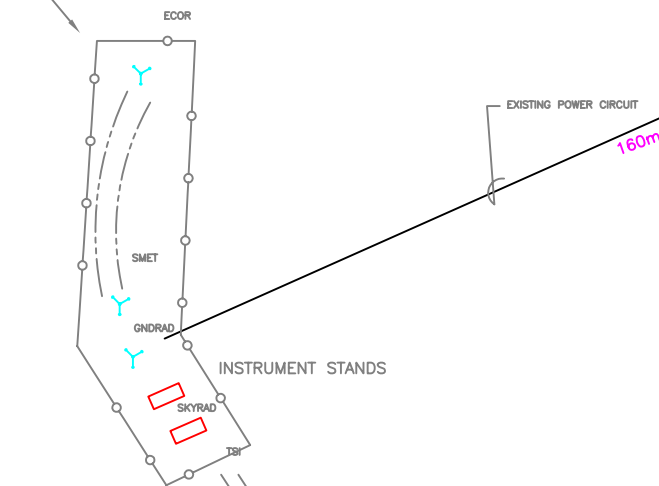 ECOR
EXISTING POWER CIRCUIT
160m
SMET
GNDRAD
INSTRUMENT STANDS
SKYRAD
TSI